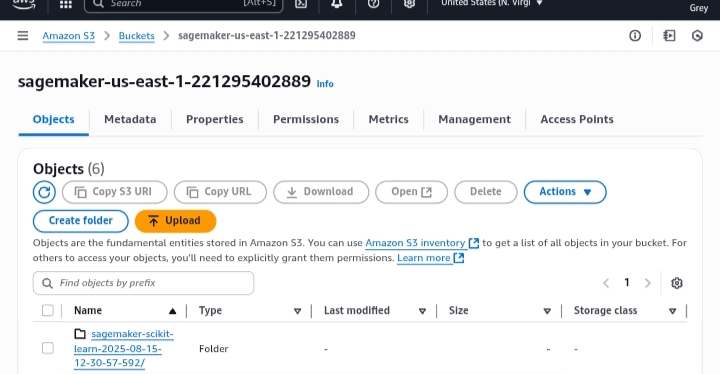 aws
Search
[Alt+S]
United States (N. Virgi
Grey
Amazon S3 > Buckets > sagemaker-us-east-1-221295402889
sagemaker-us-east-1-221295402889 Info
Objects Metadata Properties Permissions Metrics Management Access Points
Objects (6)
Copy S3 URI Copy URL Download Open Delete Actions
Create folder Upload
Objects are the fundamental entities stored in Amazon S3. You can use Amazon S3 inventory to get a list of all objects in your bucket. For
others to access your objects, you'll need to explicitly grant them permissions. Learn more
Find objects by prefix
< 1 >
Name Type Last modified Size Storage class
sagemaker-scikit-
learn-2025-08-15-
12-30-57-592/
Folder - - -